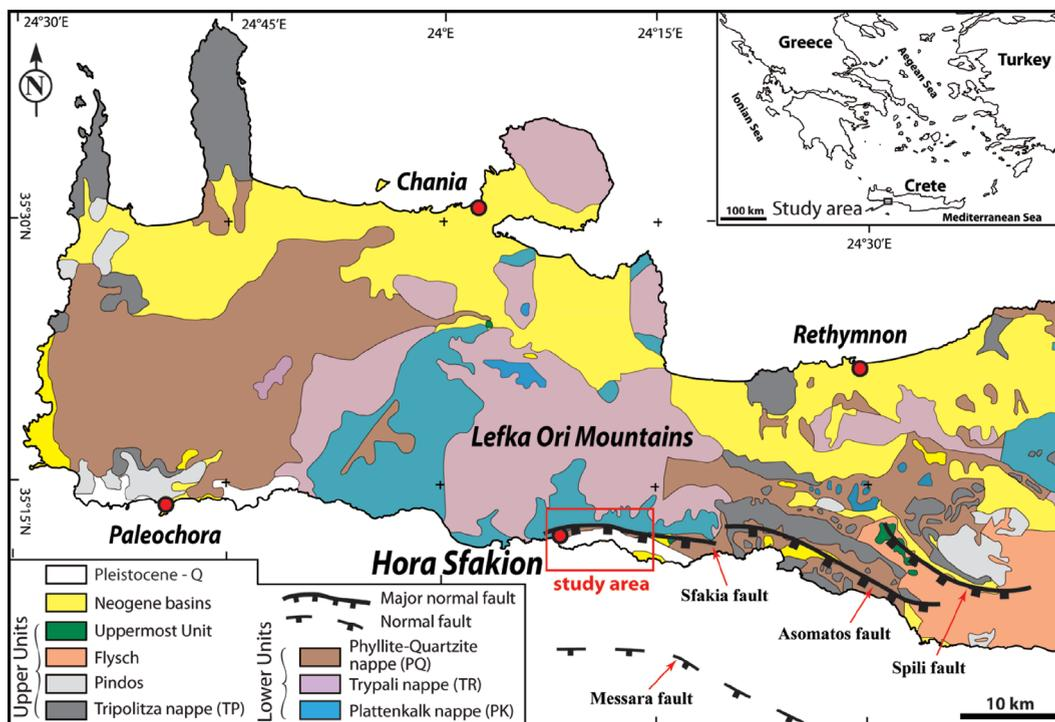 24°30'E
24°45'E
24°E
24°15'E
N
Greece
Turkey
Aegean Sea
Ionian Sea
Crete
100 km
Study area
Mediterranean Sea
24°30'E
35°30'N
Chania
Rethymnon
Lefka Ori Mountains
35°15'N
Paleochora
Hora Sfakion
study area
Sfakia fault
Asomatos fault
Spili fault
Messara fault
10 km
Upper Units
Pleistocene - Q
Neogene basins
Uppermost Unit
Flysch
Pindos
Tripolitza nappe (TP)
Major normal fault
Normal fault
Lower Units
Phyllite-Quartzite
nappe (PQ)
Trypali nappe (TR)
Plattenkalk nappe (PK)